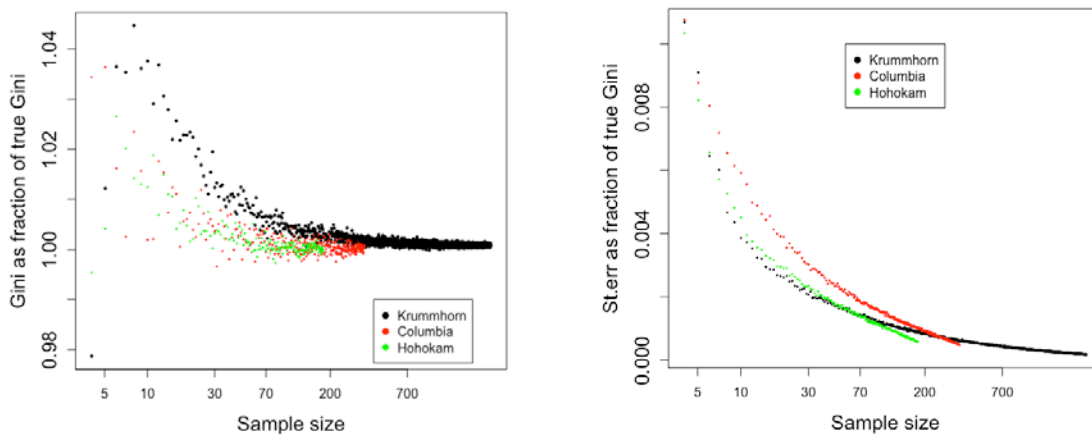 Gini as fraction of true Gini
1.04
1.02
1.00
0.98
Krummhorn
Columbia
Hohokam
5 10 30 70 200 700
Sample size
St.err as fraction of true Gini
0.008
0.004
0.000
Krummhorn
Columbia
Hohokam
5 10 30 70 200 700
Sample size